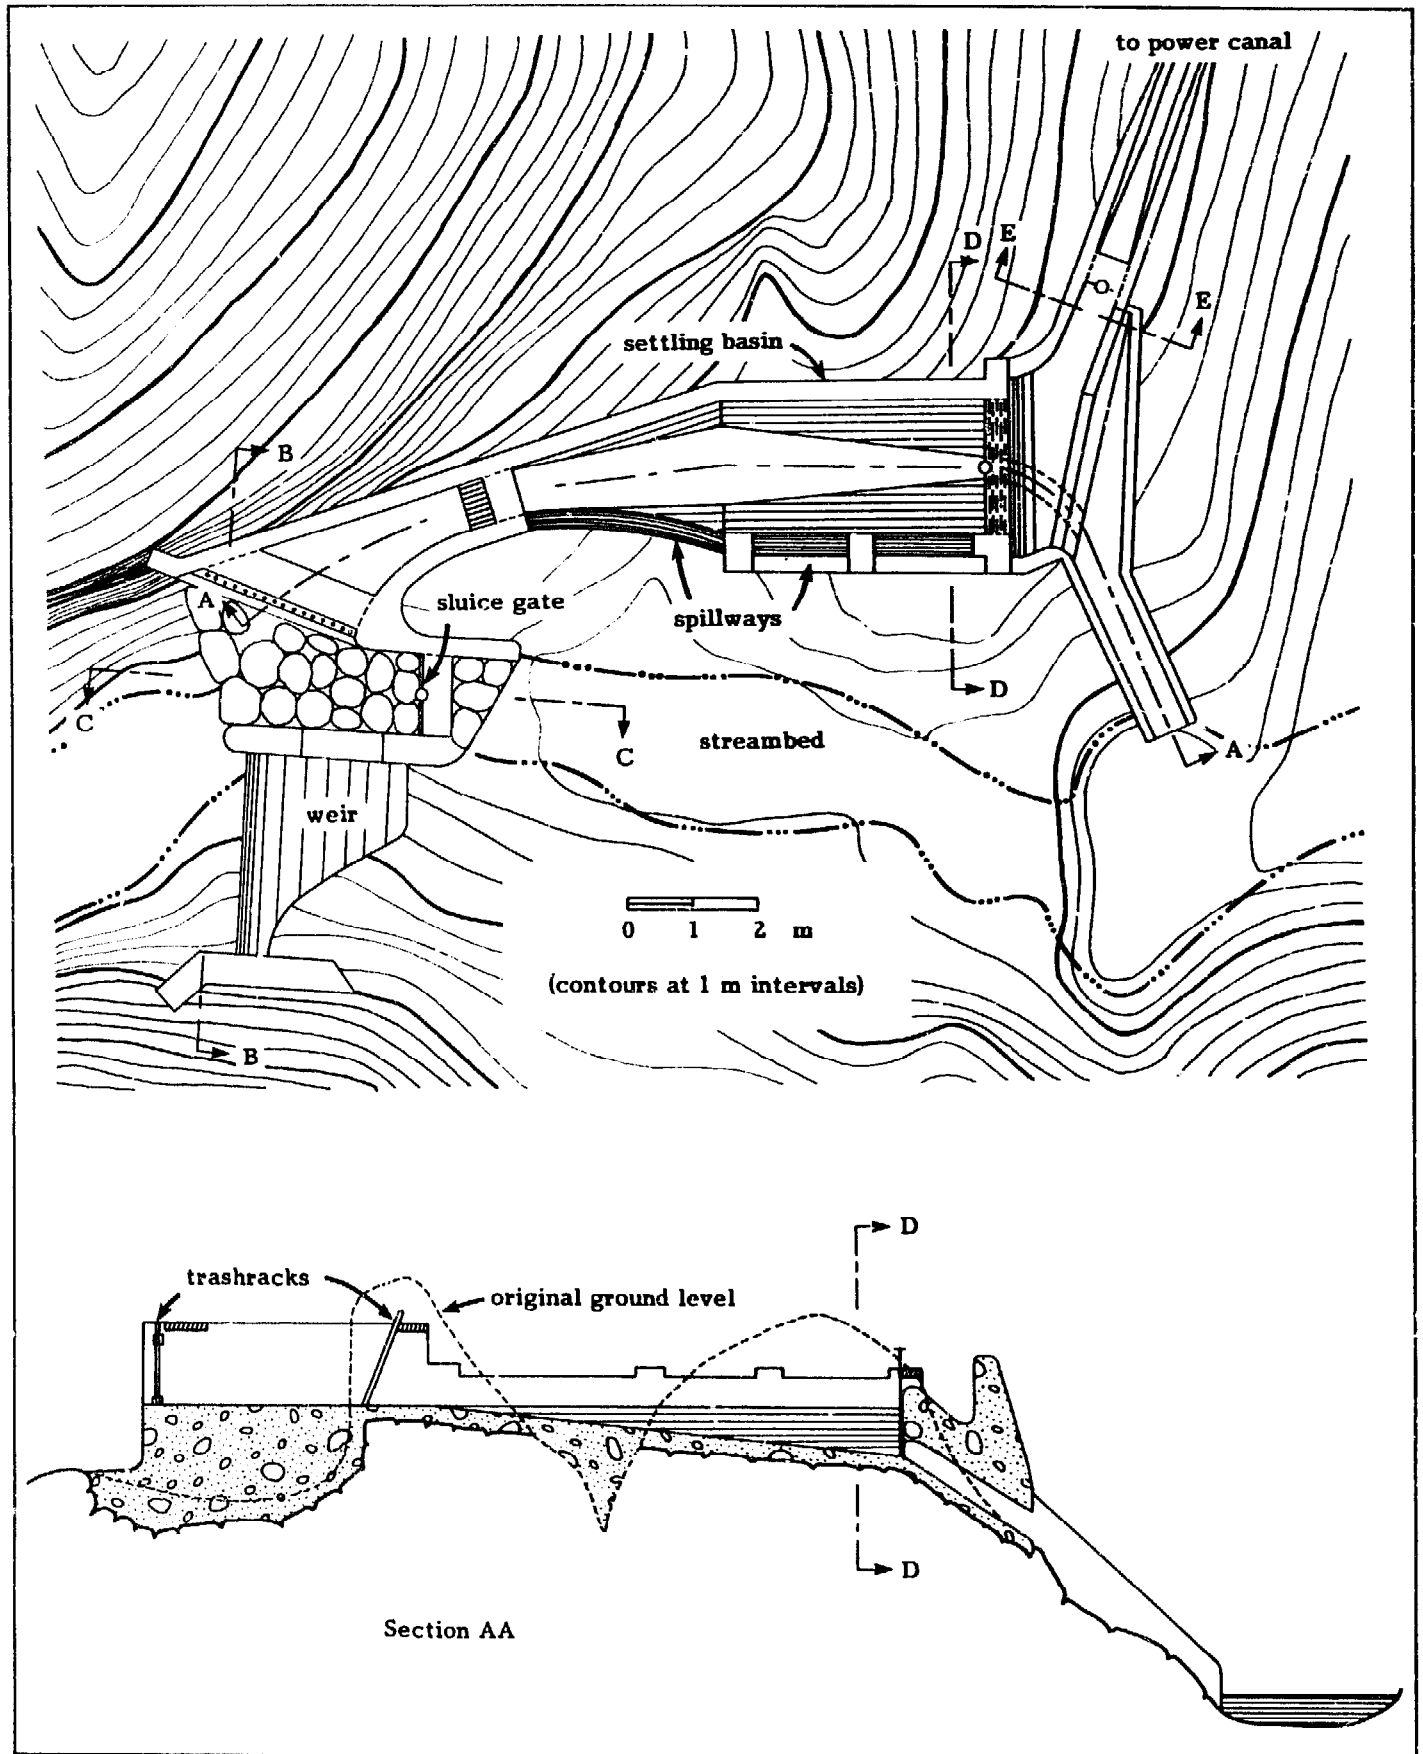 to power canal
D
E
E
settling basin
B
A
sluice gate
spillways
D
C
C
streambed
A
weir
0 1 2 m
(contours at 1 m intervals)
B
D
trashracks
original ground level
D
Section AA